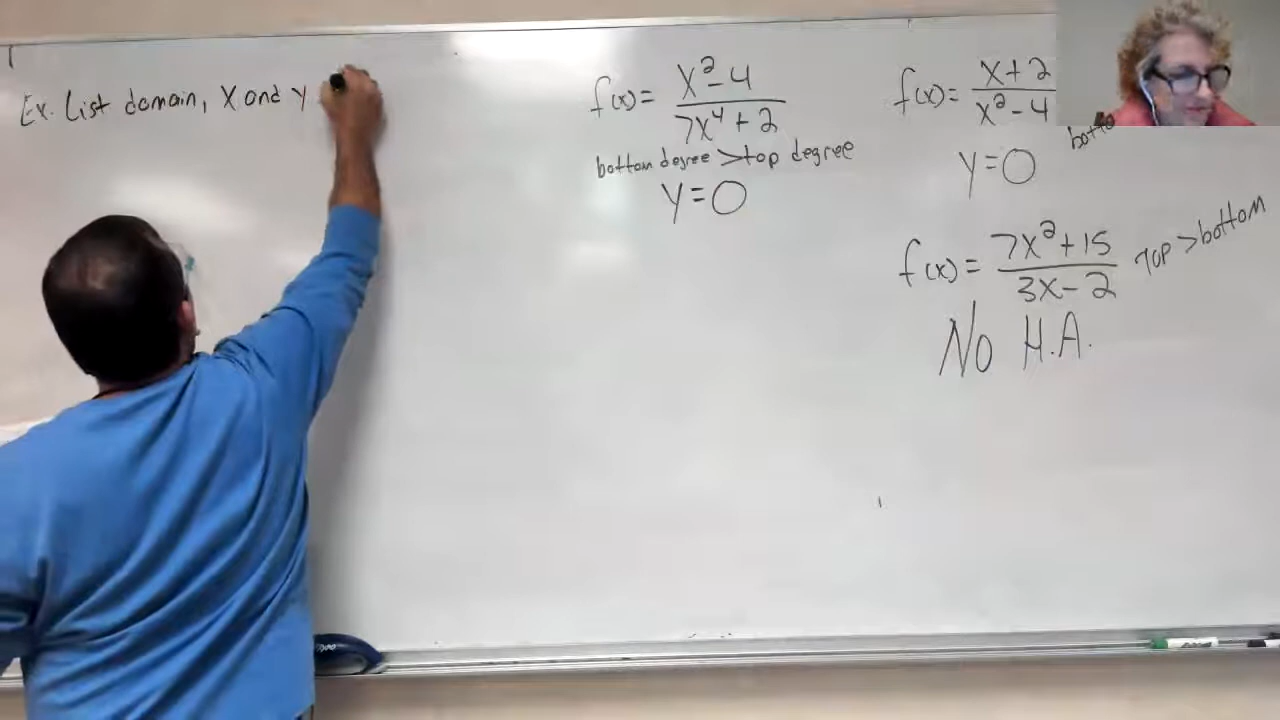 Ex. List domain, X and Y
f(x) = X²-4 / 7X⁴+2
bottom degree > top degree
Y=0
f(x) = X+2 / X²-4
Y=0
f(x) = 7X²+15 / 3X-2 TOP > bottom
No H.A.